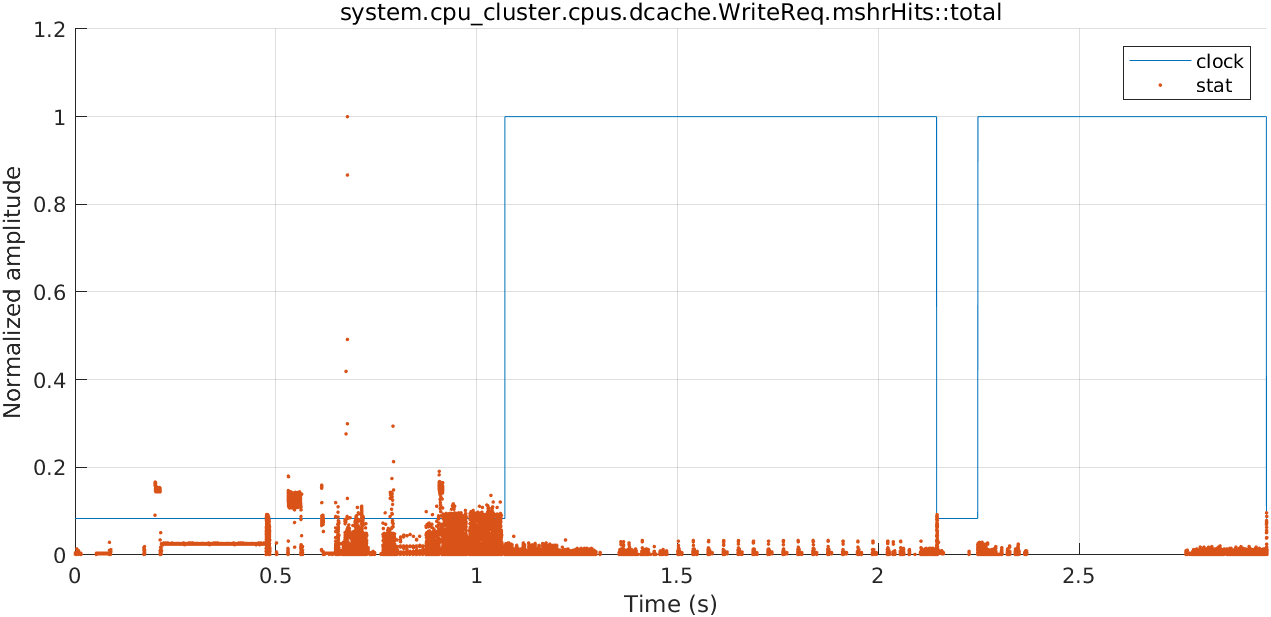 system.cpu_cluster.cpus.dcache.WriteReq.mshrHits::total
1.2
clock
stat
1
0.8
0.6
0.4
0.2
0
Normalized amplitude
0 0.5 1 1.5 2 2.5
Time (s)